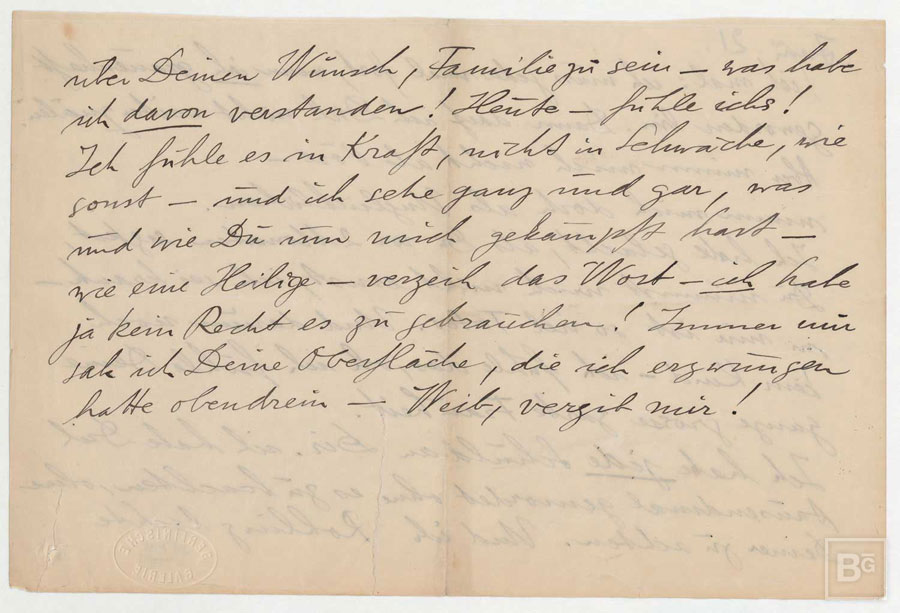 über Deinen Wunsch, Familie zu sein – was habe
ich davon verstanden! Heute – fühle ichs!
Ich fühle es in Kraft, nicht in Schwäche, wie
sonst – und ich sehe ganz und gar, was
und wie Du um mich gekämpft hast –
wie eine Heilige – verzeih das Wort – ich habe
ja kein Recht es zu gebrauchen! Immer nur
sah ich Deine Oberfläche, die ich erzwungen
hatte obendrein – Weib, vergib mir!
BERLINISCHE
GALERIE
BG